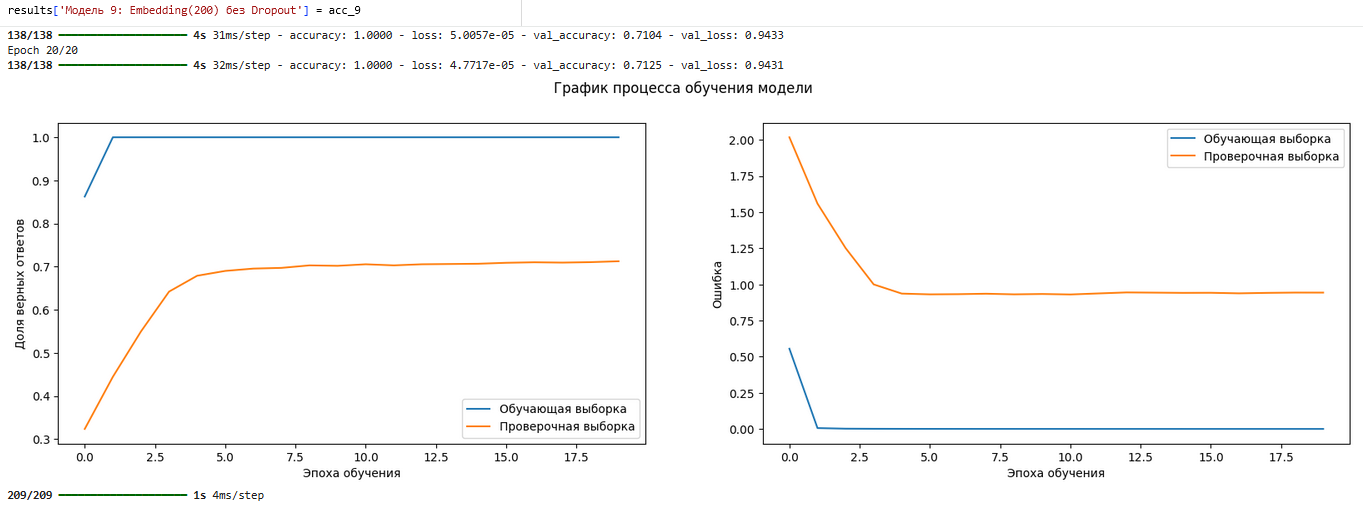 results['Модель 9: Embedding(200) без Dropout'] = acc_9
138/138 ━━━━━━━━━━━━━━━━━━━━ 4s 31ms/step - accuracy: 1.0000 - loss: 5.0057e-05 - val_accuracy: 0.7104 - val_loss: 0.9433
Epoch 20/20
138/138 ━━━━━━━━━━━━━━━━━━━━ 4s 32ms/step - accuracy: 1.0000 - loss: 4.7717e-05 - val_accuracy: 0.7125 - val_loss: 0.9431
График процесса обучения модели
Доля верных ответов
1.0
0.9
0.8
0.7
0.6
0.5
0.4
0.3
Обучающая выборка
Проверочная выборка
0.0 2.5 5.0 7.5 10.0 12.5 15.0 17.5
Эпоха обучения
Ошибка
2.00
1.75
1.50
1.25
1.00
0.75
0.50
0.25
0.00
Обучающая выборка
Проверочная выборка
0.0 2.5 5.0 7.5 10.0 12.5 15.0 17.5
Эпоха обучения
209/209 ━━━━━━━━━━━━━━━━━━━━ 1s 4ms/step